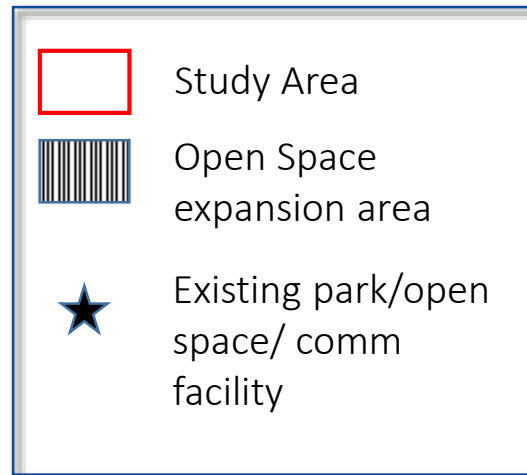 Study Area
Open Space
expansion area
Existing park/open
space/ comm
facility